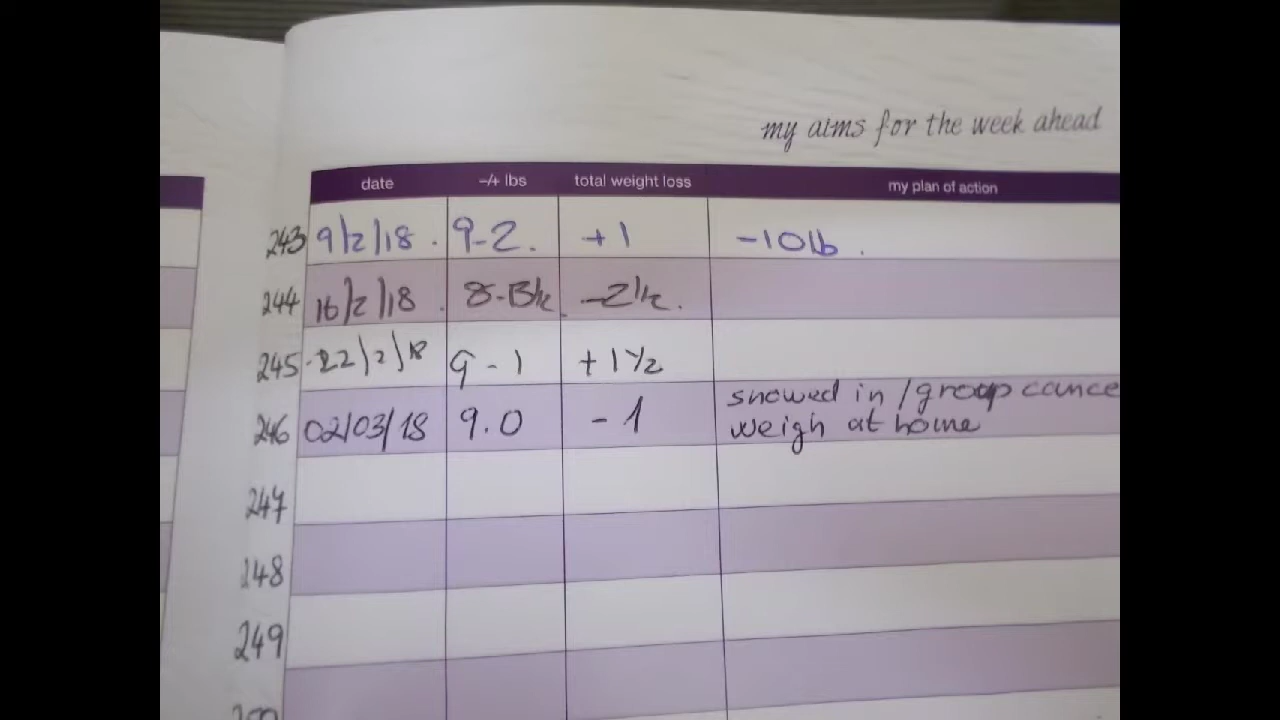 my aims for the week ahead
date -/+ lbs total weight loss my plan of action
243 9/2/18 . 9-2. +1 -10lb .
244 16/2/18 . 8-13½ -2½.
245 22/2/18 9-1 +1½
246 02/03/18 9.0 -1 snowed in / group cance
weigh at home
247
248
249